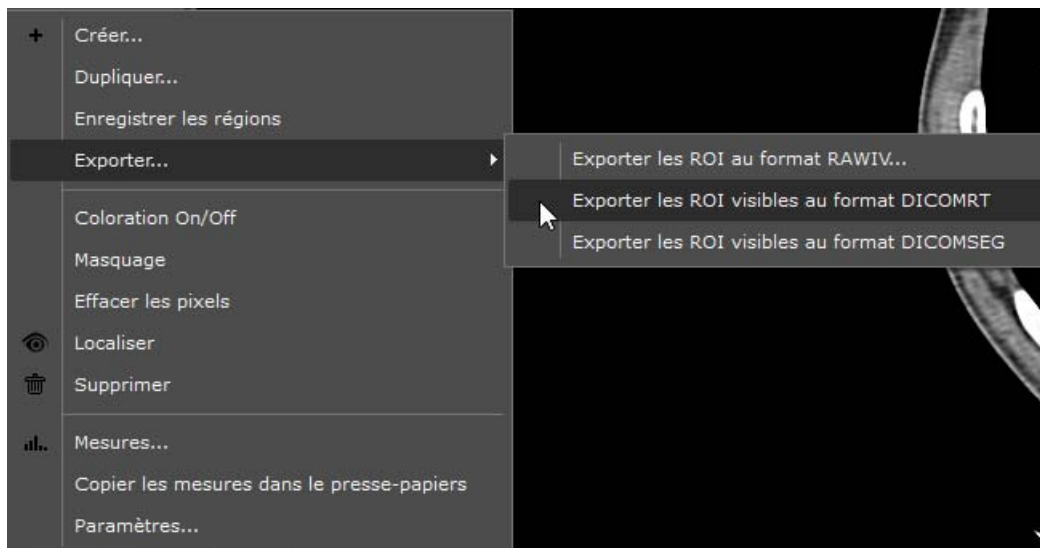 Créer...
Dupliquer...
Enregistrer les régions
Exporter...
Exporter les ROI au format RAWIV...
Exporter les ROI visibles au format DICOMRT
Exporter les ROI visibles au format DICOMSEG
Coloration On/Off
Masquage
Effacer les pixels
Localiser
Supprimer
Mesures...
Copier les mesures dans le presse-papiers
Paramètres...